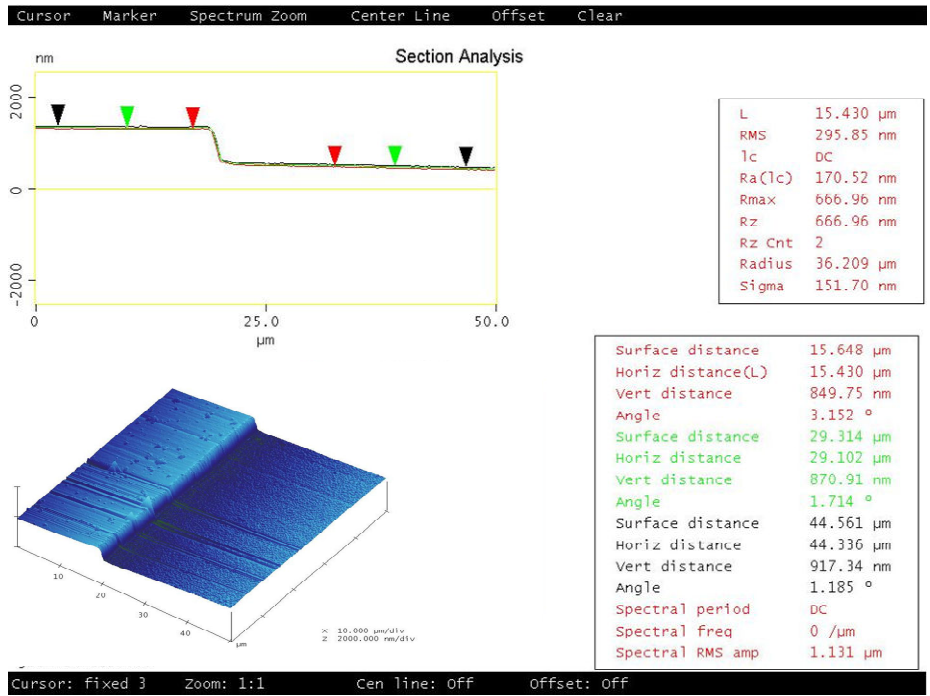 Cursor Marker Spectrum Zoom Center Line Offset Clear
nm
Section Analysis
2000
0
-2000
0 25.0 50.0
µm
L 15.430 µm
RMS 295.85 nm
lc DC
Ra(lc) 170.52 nm
Rmax 666.96 nm
Rz 666.96 nm
Rz Cnt 2
Radius 36.209 µm
Sigma 151.70 nm
Surface distance 15.648 µm
Horiz distance(L) 15.430 µm
Vert distance 849.75 nm
Angle 3.152 °
Surface distance 29.314 µm
Horiz distance 29.102 µm
Vert distance 870.91 nm
Angle 1.714 °
Surface distance 44.561 µm
Horiz distance 44.336 µm
Vert distance 917.34 nm
Angle 1.185 °
Spectral period DC
Spectral freq 0 /µm
Spectral RMS amp 1.131 µm
10
20
30
40
µm
X 10.000 µm/div
Z 2000.000 nm/div
Cursor: fixed 3 Zoom: 1:1 Cen line: Off Offset: Off